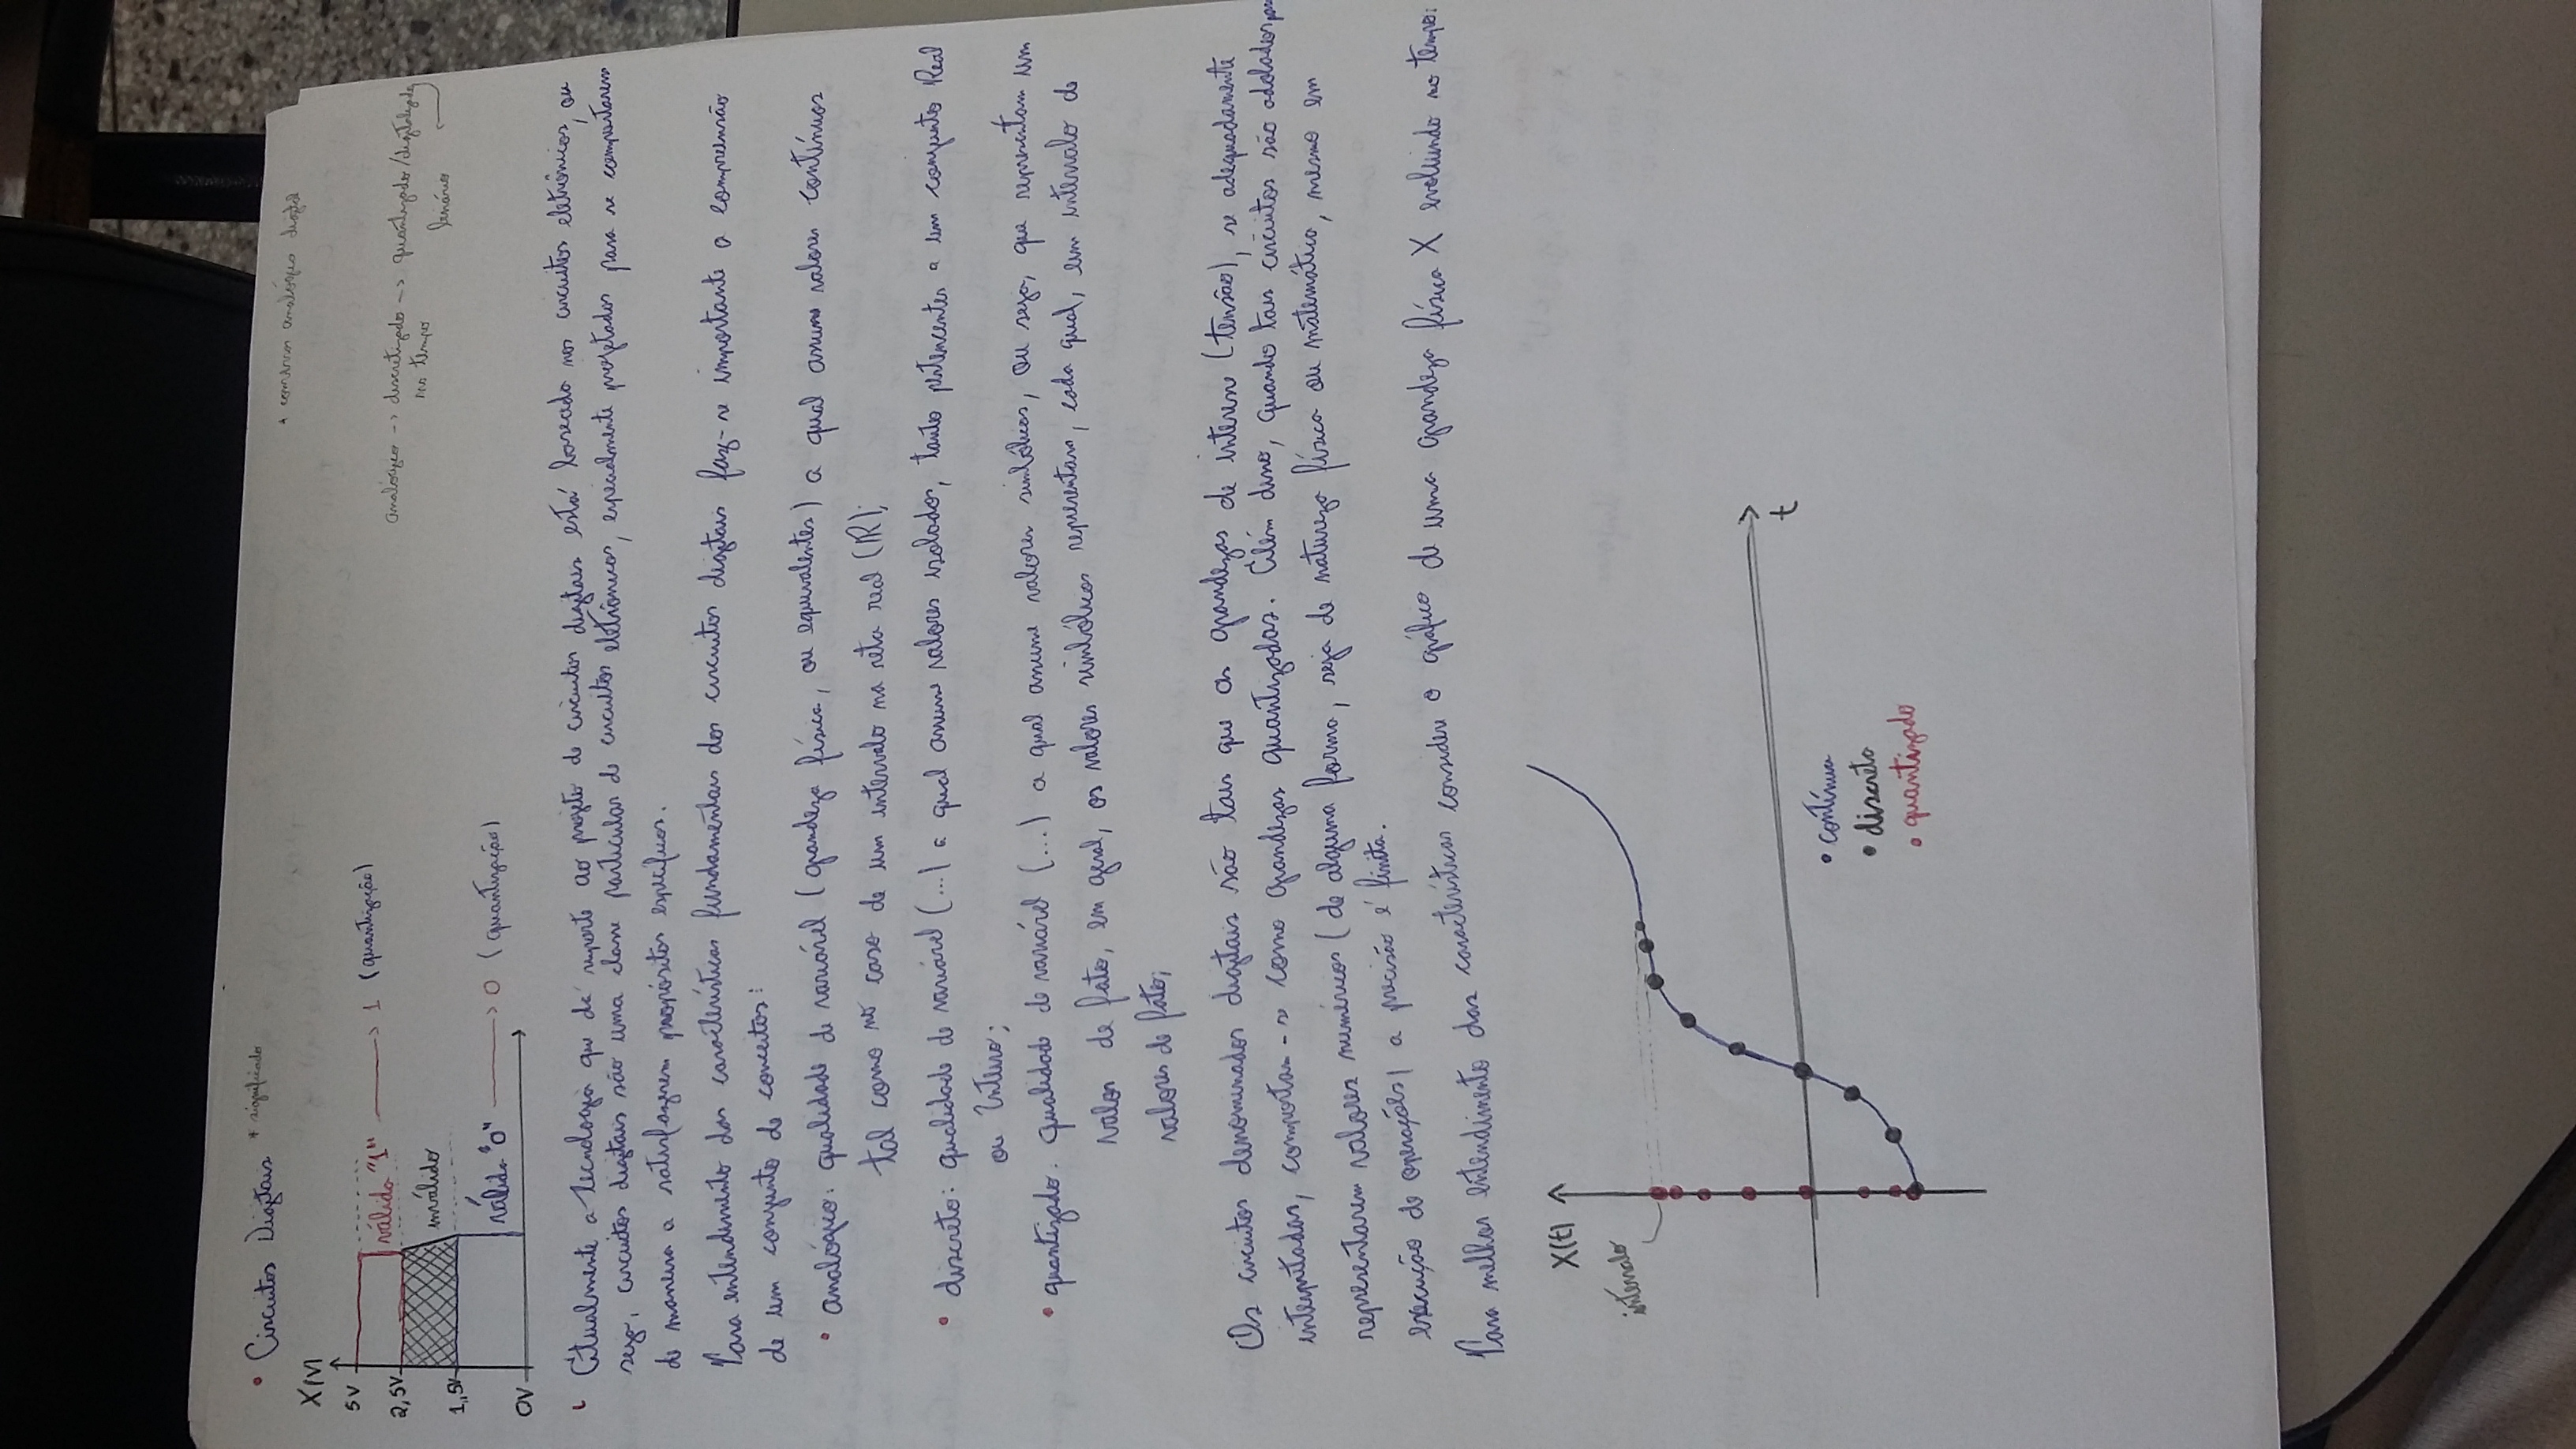 • Circuitos Digitais * significado
* conversor analógico digital
X(V)
5V
válido "1" → 1 (quantização)
2,5V
inválido
1,5V
válido "0" → 0 (quantização)
0V
analógico -> discretizado -> quantizado/digitalizado
no tempo
binário
Atualmente a tecnologia que dá suporte ao projeto de circuitos digitais está baseada nos circuitos eletrônicos, ou
seja, circuitos digitais são uma classe particular de circuitos eletrônicos, especialmente projetados para se comportarem
de maneira a satisfazerem propósitos específicos.
Para entendimento das características fundamentais dos circuitos digitais faz-se importante a compreensão
de um conjunto de conceitos:
• analógico: qualidade de variável (grandeza física, ou equivalentes) a qual assume valores contínuos
tal como no caso de um intervalo na reta real (IR);
• discreto: qualidade de variável (...) a qual assume valores isolados, tanto pertencentes a um conjunto Real
ou Inteiro;
• quantizado: qualidade de variável (...) a qual assume valores simbólicos, ou seja, que representam um
valor de fato, em geral, os valores simbólicos representam, cada qual, um intervalo de
valores de fato;
Os circuitos denominados digitais são tais que as grandezas de interesse (tensão), se adequadamente
interpretadas, comportam-se como grandezas quantizadas. Além disso, quando tais circuitos são adotados para
representarem valores numéricos (de alguma forma, seja de natureza física ou matemática, mesmo em
execução de operações) a precisão é finita.
Para melhor entendimento das características considere o gráfico de uma grandeza física X evoluindo no tempo:
X(t)
intervalo
t
• contínua
• discreta
• quantizado